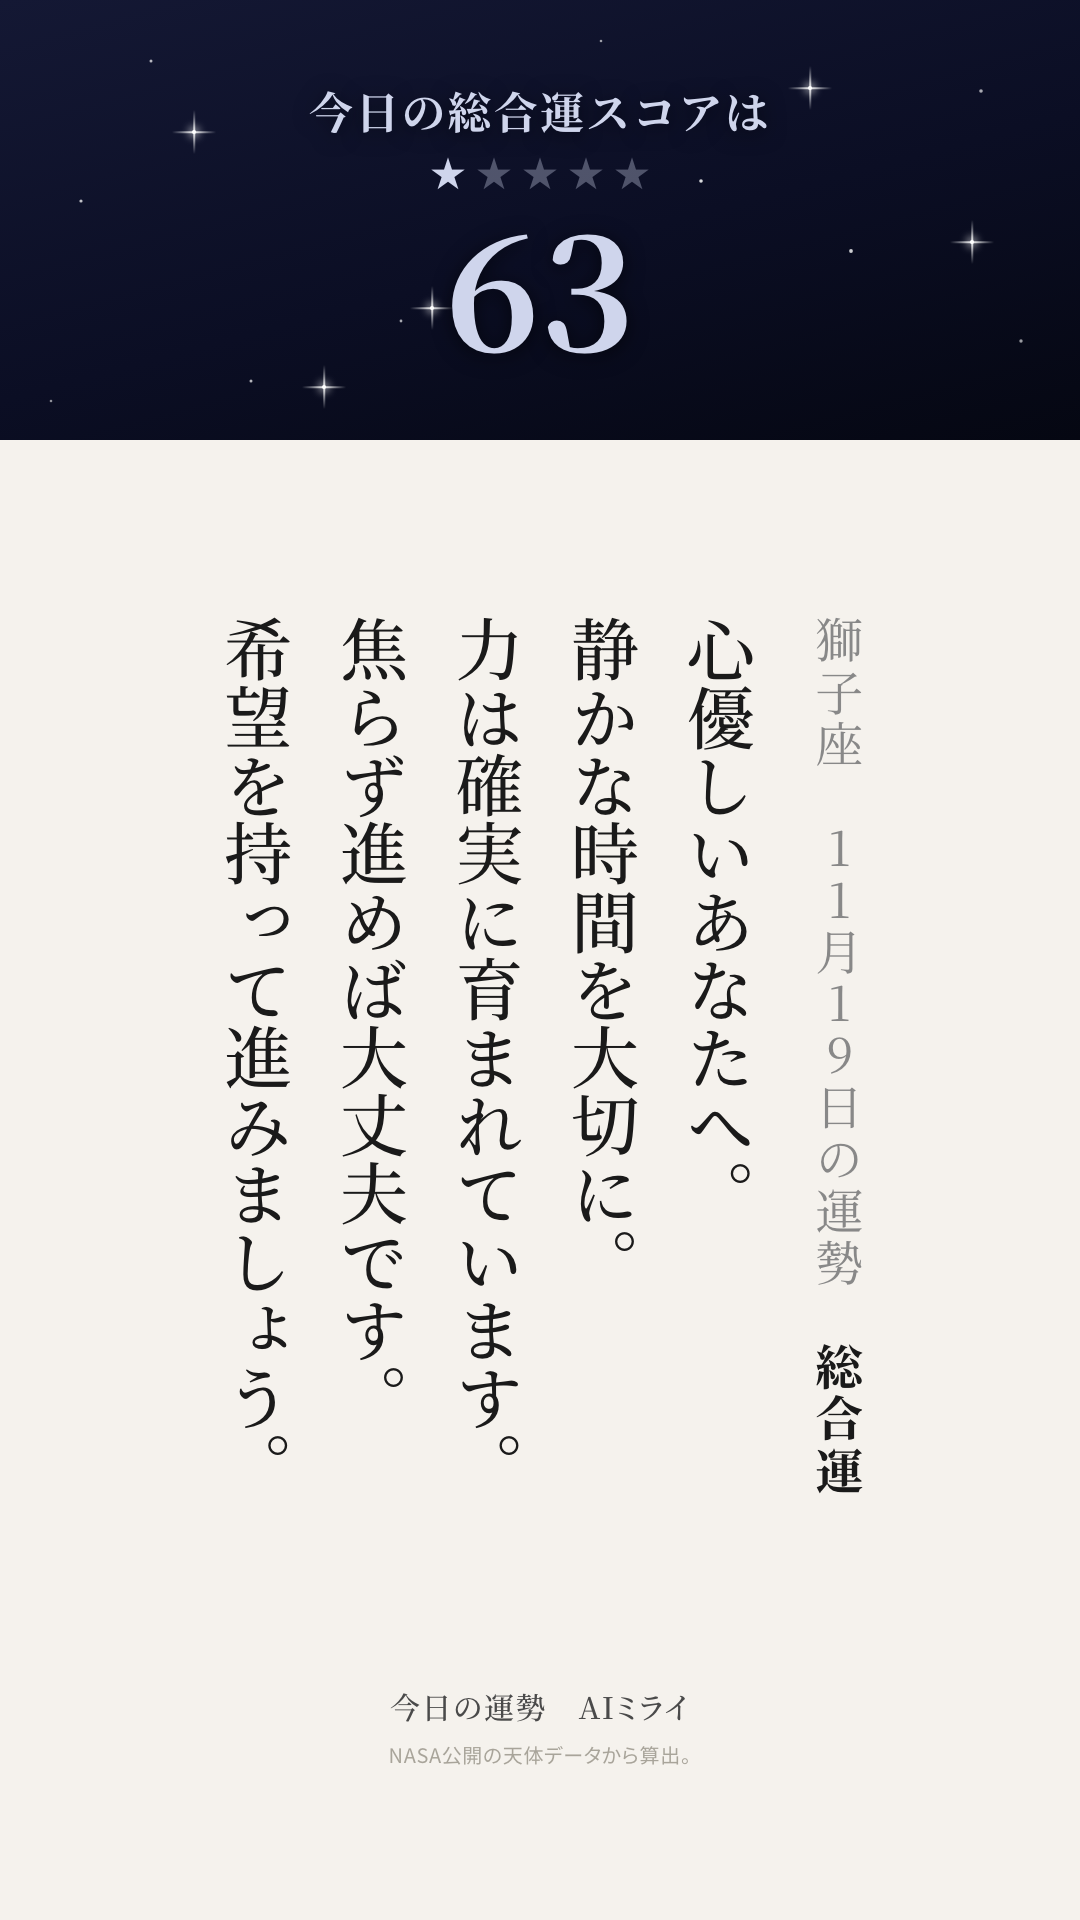 今日の総合運スコアは
★★★★★
63
獅子座　11月19日の運勢　総合運
心優しいあなたへ。
静かな時間を大切に。
力は確実に育まれています。
焦らず進めば大丈夫です。
希望を持って進みましょう。
今日の運勢　AIミライ
NASA公開の天体データから算出。